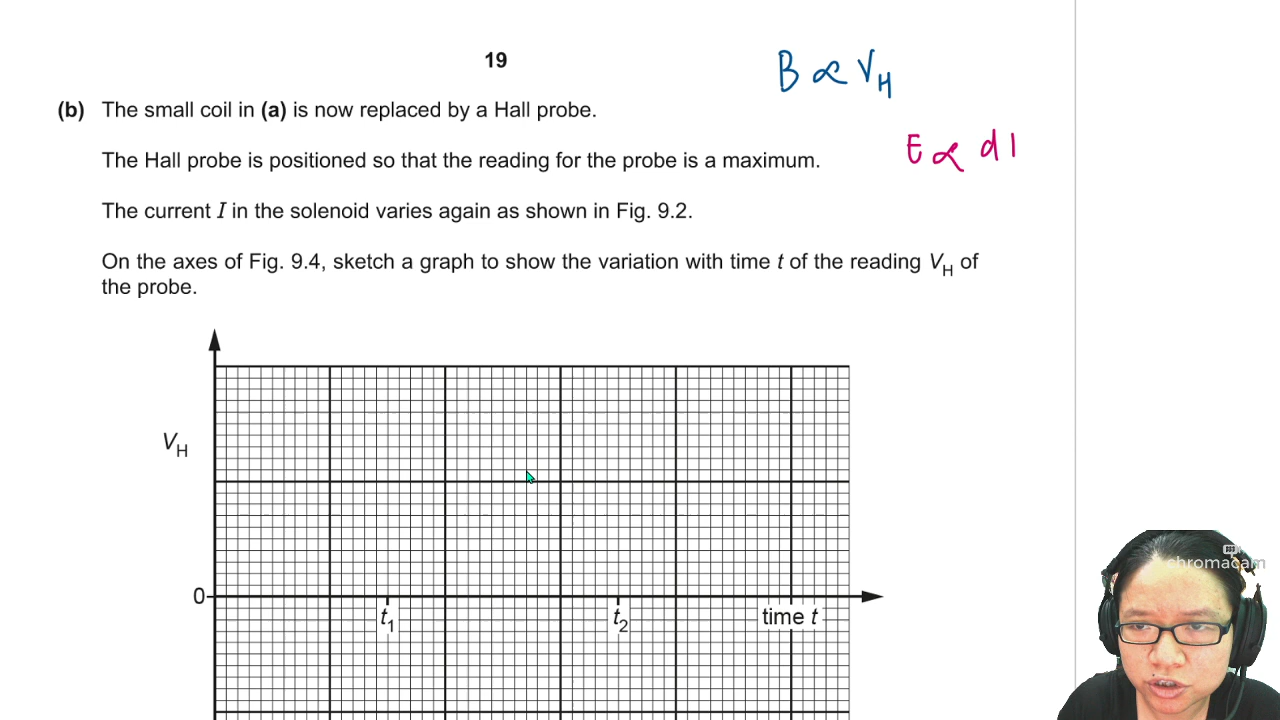 19
B ∝ V_H
(b) The small coil in (a) is now replaced by a Hall probe.
E ∝ dI
The Hall probe is positioned so that the reading for the probe is a maximum.
The current I in the solenoid varies again as shown in Fig. 9.2.
On the axes of Fig. 9.4, sketch a graph to show the variation with time t of the reading V_H of
the probe.
V_H
0
t_1
t_2
time t
chromacam